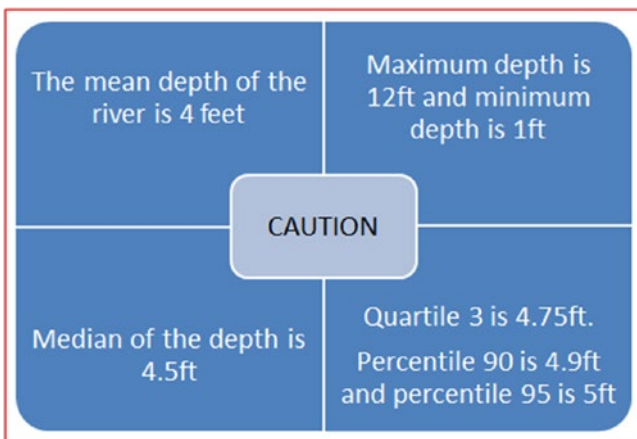 The mean depth of the
river is 4 feet
Maximum depth is
12ft and minimum
depth is 1ft
CAUTION
Median of the depth is
4.5ft
Quartile 3 is 4.75ft.
Percentile 90 is 4.9ft
and percentile 95 is 5ft